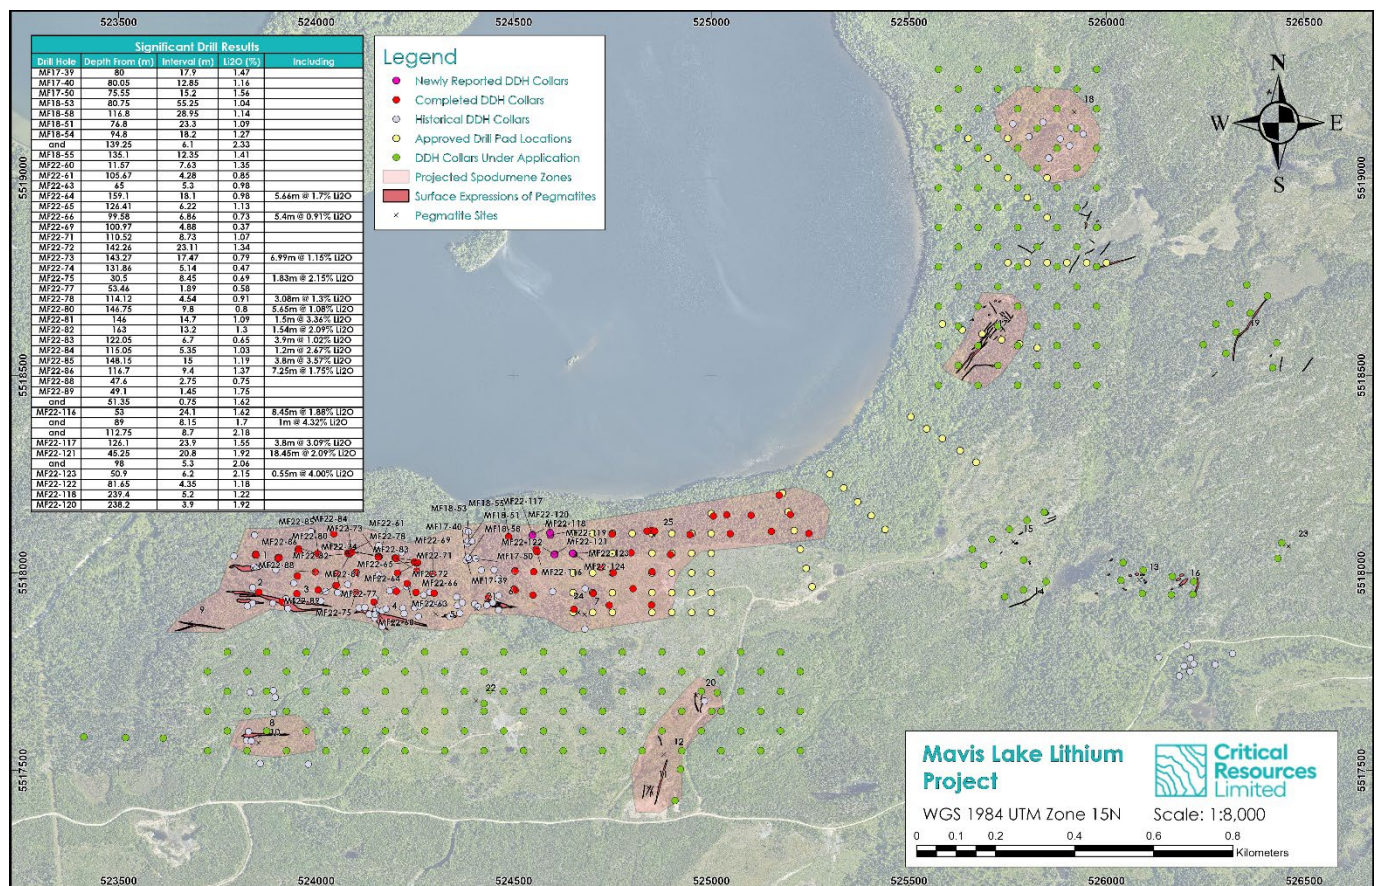 523500 524000 524500 525000 525500 526000 526500
Significant Drill Results
Drill Hole Depth From (m) Interval (m) Li2O (%) Including
MF17-39 80 17.9 1.47
MF17-40 80.05 12.85 1.16
MF17-50 75.55 15.2 1.56
MF18-53 80.75 55.25 1.04
MF18-58 116.8 28.95 1.14
MF18-51 76.8 23.3 1.09
MF18-54 94.8 18.2 1.27
and 139.25 6.1 2.33
MF18-55 135.1 12.35 1.41
MF22-60 11.57 7.63 1.35
MF22-61 105.67 4.28 0.85
MF22-63 65 5.3 0.98
MF22-64 159.1 18.1 0.98 5.66m @ 1.7% Li2O
MF22-65 126.41 6.22 1.13
MF22-66 99.58 6.86 0.73 5.4m @ 0.91% Li2O
MF22-69 100.97 4.88 0.37
MF22-71 110.52 8.73 1.07
MF22-72 142.26 23.11 1.34
MF22-73 143.27 17.47 0.79 6.99m @ 1.15% Li2O
MF22-74 131.86 5.14 0.47
MF22-75 30.5 8.45 0.69 1.83m @ 2.15% Li2O
MF22-77 53.46 1.89 0.58
MF22-78 114.12 4.54 0.91 3.08m @ 1.3% Li2O
MF22-80 146.75 9.8 0.8 5.65m @ 1.08% Li2O
MF22-81 146 14.7 1.09 1.5m @ 3.36% Li2O
MF22-82 163 13.2 1.3 1.54m @ 2.09% Li2O
MF22-83 122.05 6.7 0.65 3.9m @ 1.02% Li2O
MF22-84 115.05 5.35 1.03 1.2m @ 2.67% Li2O
MF22-85 148.15 15 1.19 3.8m @ 3.57% Li2O
MF22-86 116.7 9.4 1.37 7.25m @ 1.75% Li2O
MF22-88 47.6 2.75 0.75
MF22-89 49.1 1.45 1.75
and 51.35 0.75 1.62
MF22-116 53 24.1 1.62 8.45m @ 1.88% Li2O
and 89 8.15 1.7 1m @ 4.32% Li2O
and 112.75 8.7 2.18
MF22-117 126.1 23.9 1.55 3.8m @ 3.09% Li2O
MF22-121 45.25 20.8 1.92 18.45m @ 2.09% Li2O
and 98 5.3 2.06
MF22-123 50.9 6.2 2.15 0.55m @ 4.00% Li2O
MF22-122 81.65 4.35 1.18
MF22-118 239.4 5.2 1.22
MF22-120 238.2 3.9 1.92
Legend
Newly Reported DDH Collars
Completed DDH Collars
Historical DDH Collars
Approved Drill Pad Locations
DDH Collars Under Application
Projected Spodumene Zones
Surface Expressions of Pegmatites
Pegmatite Sites
N
W E
S
18
19
5519000
5519000
5518500
5518500
MF22-117
MF18-55
MF18-53
MF22-120
MF18-51
MF22-118
MF22-84
MF22-85
MF22-61
MF17-40
MF18-58
MF22-73
MF22-119
MF22-80
MF22-78
MF22-69
MF22-121
MF22-86
MF22-122
MF22-82
MF22-83
MF22-71
MF17-50
MF22-123
MF22-88
MF22-65
MF22-72
MF17-39
MF22-116
MF22-124
MF22-64
MF22-66
MF22-77
MF22-89
MF22-63
MF22-75
25
15
23
5518000
5518000
13
16
14
2
3
4
7
24
9
22
20
8
10
12
11
5517500
5517500
Mavis Lake Lithium
Project
WGS 1984 UTM Zone 15N
Critical
Resources
Limited
Scale: 1:8,000
0 0.1 0.2 0.4 0.6 0.8
Kilometers
523500 524000 524500 525000 525500 526000 526500